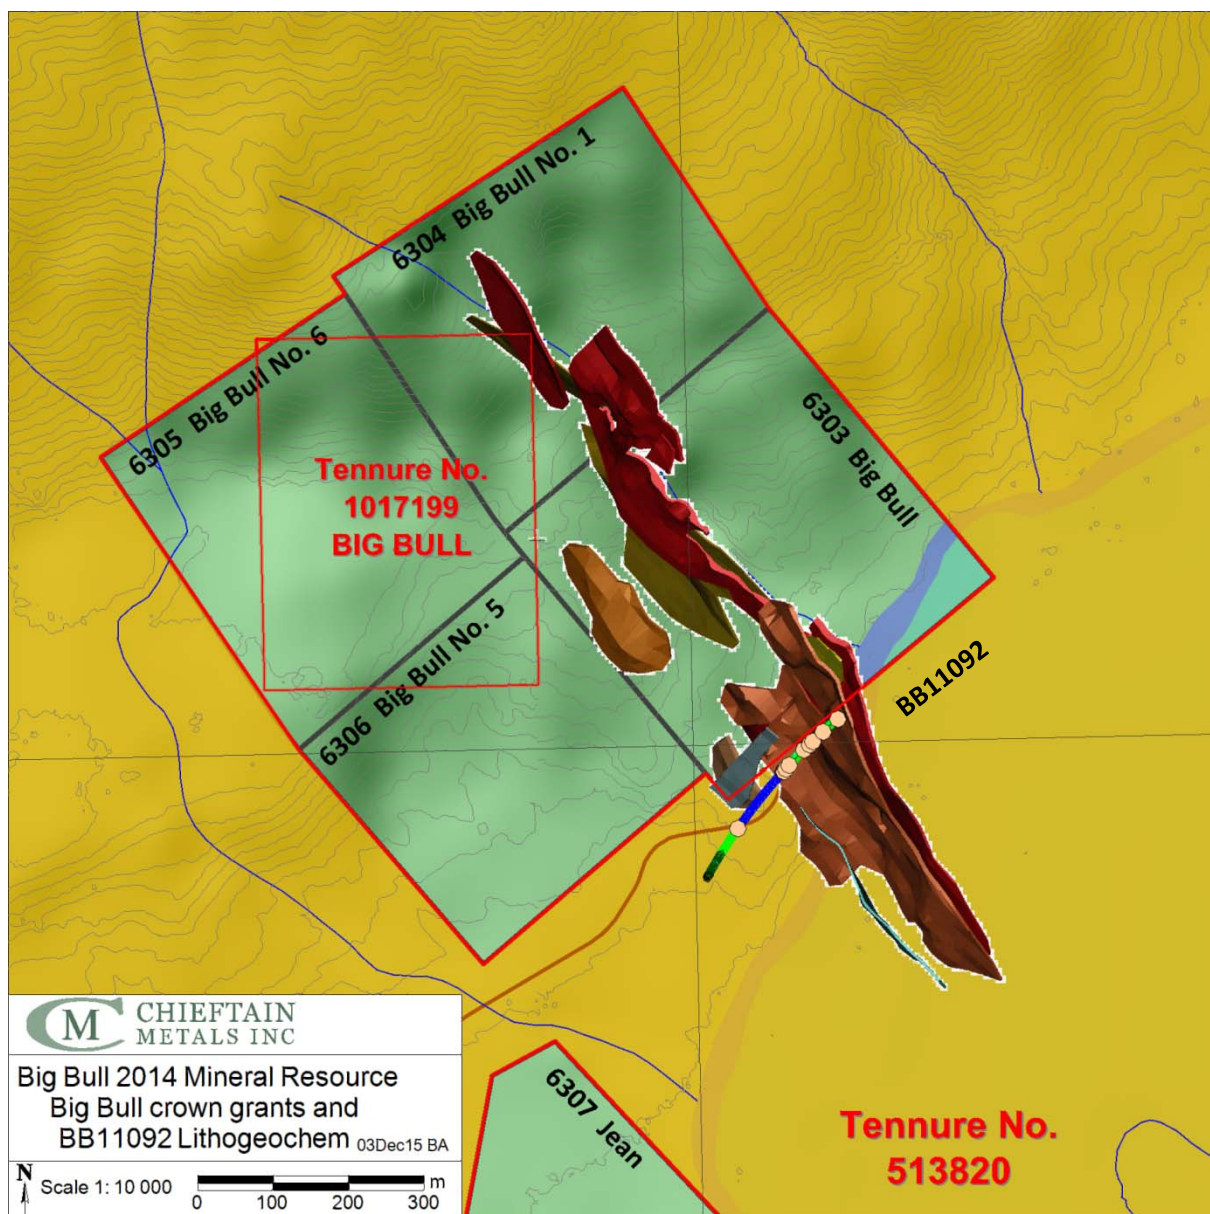 6304 Big Bull No. 1
6305 Big Bull No. 6
6303 Big Bull
Tennure No.
1017199
BIG BULL
6306 Big Bull No. 5
BB11092
CM CHIEFTAIN
METALS INC
Big Bull 2014 Mineral Resource
Big Bull crown grants and
BB11092 Lithogeochem 03Dec15 BA
N
Scale 1: 10 000
m
0 100 200 300
6307 Jean
Tennure No.
513820